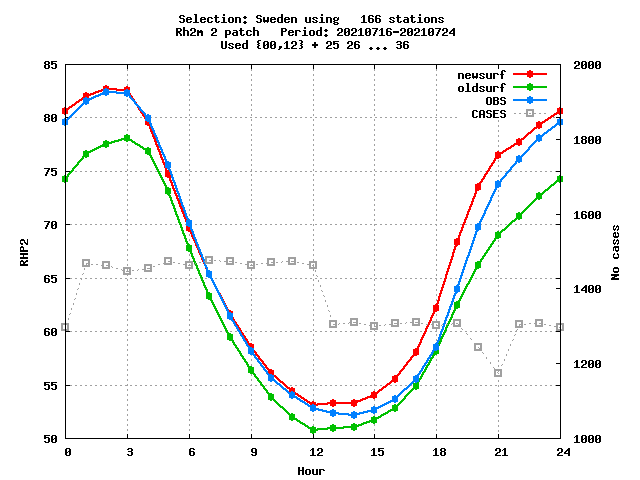 Selection: Sweden using   166 stations
Rh2m 2 patch   Period: 20210716-20210724
Used {00,12} + 25 26 ... 36
newsurf
oldsurf
OBS
CASES
RHP2
85
80
75
70
65
60
55
50
2000
1800
1600
1400
1200
1000
No cases
0 3 6 9 12 15 18 21 24
Hour